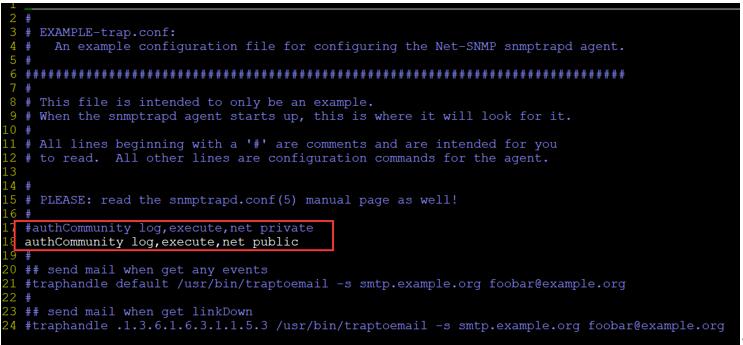 1
2 #
3 # EXAMPLE-trap.conf:
4 #   An example configuration file for configuring the Net-SNMP snmptrapd agent.
5 #
6 ###############################################################################
7 #
8 # This file is intended to only be an example.
9 # When the snmptrapd agent starts up, this is where it will look for it.
10 #
11 # All lines beginning with a '#' are comments and are intended for you
12 # to read.  All other lines are configuration commands for the agent.
13
14 #
15 # PLEASE: read the snmptrapd.conf(5) manual page as well!
16 #
17 #authCommunity log,execute,net private
18 authCommunity log,execute,net public
19 #
20 ## send mail when get any events
21 #traphandle default /usr/bin/traptoemail -s smtp.example.org foobar@example.org
22 #
23 ## send mail when get linkDown
24 #traphandle .1.3.6.1.6.3.1.1.5.3 /usr/bin/traptoemail -s smtp.example.org foobar@example.org